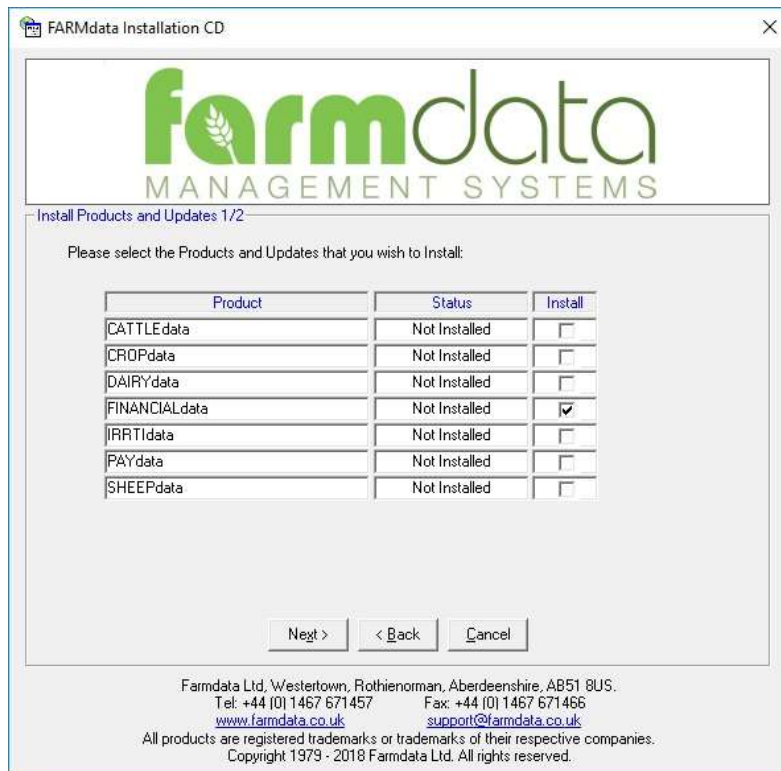 FARMdata Installation CD
farmdata
MANAGEMENT SYSTEMS
Install Products and Updates 1/2
Please select the Products and Updates that you wish to Install:
Product Status Install
CATTLEdata Not Installed
CROPdata Not Installed
DAIRYdata Not Installed
FINANCIALdata Not Installed
IRRTIdata Not Installed
PAYdata Not Installed
SHEEPdata Not Installed
Next > < Back Cancel
Farmdata Ltd, Westertown, Rothienorman, Aberdeenshire, AB51 8US.
Tel: +44 (0) 1467 671457 Fax: +44 (0) 1467 671466
www.farmdata.co.uk support@farmdata.co.uk
All products are registered trademarks or trademarks of their respective companies.
Copyright 1979 - 2018 Farmdata Ltd. All rights reserved.